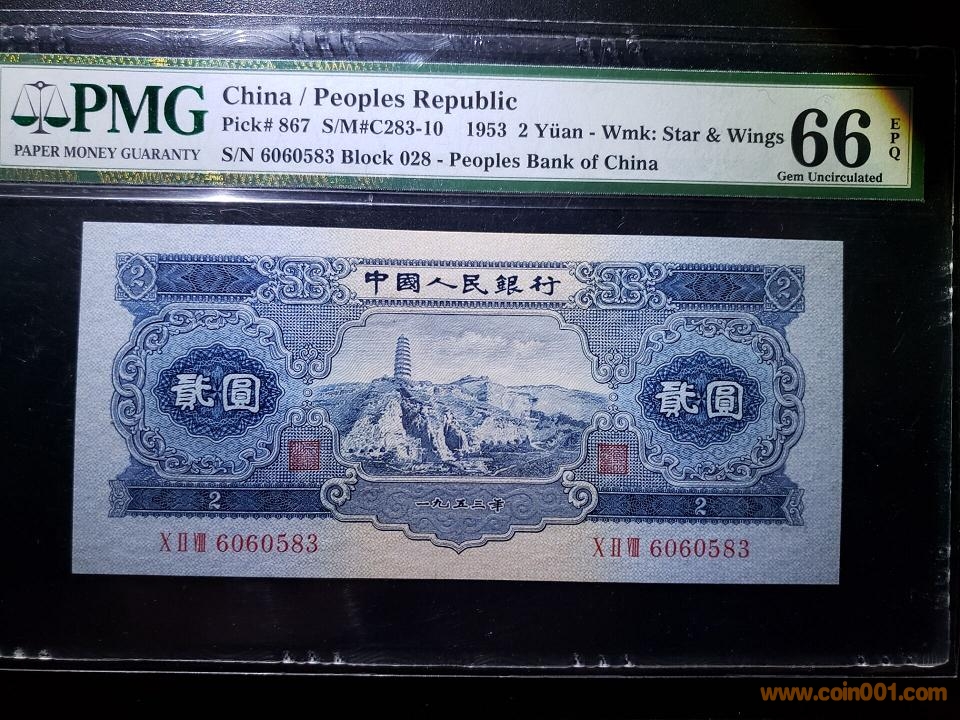 PMG
PAPER MONEY GUARANTY
China / Peoples Republic
Pick# 867 S/M#C283-10 1953 2 Yüan - Wmk: Star & Wings
S/N 6060583 Block 028 - Peoples Bank of China
66
EPQ
Gem Uncirculated
2 2
中國人民銀行
貳圓 貳圓
2 2
一九五三年
X II VIII 6060583 X II VIII 6060583
www.coin001.com